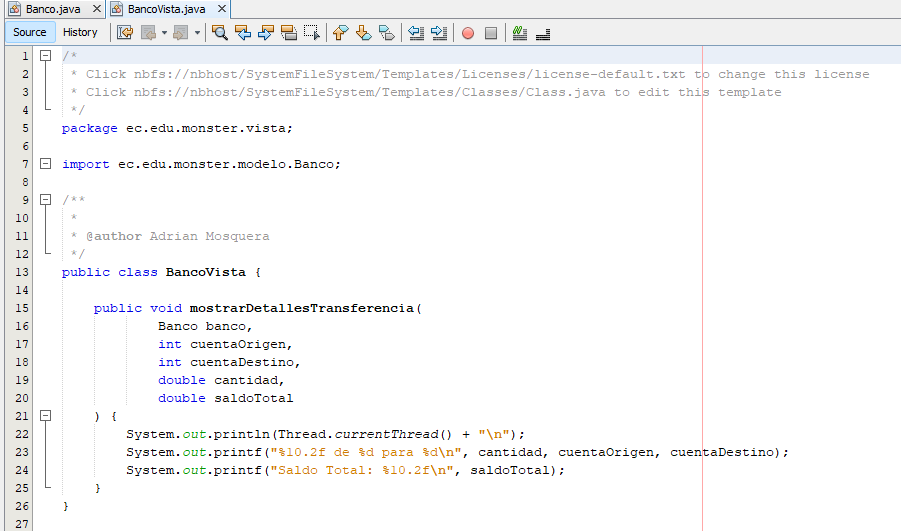 Banco.java
BancoVista.java
Source
History
1 /*
2 * Click nbfs://nbhost/SystemFileSystem/Templates/Licenses/license-default.txt to change this license
3 * Click nbfs://nbhost/SystemFileSystem/Templates/Classes/Class.java to edit this template
4 */
5 package ec.edu.monster.vista;
6
7 import ec.edu.monster.modelo.Banco;
8
9 /**
10 *
11 * @author Adrian Mosquera
12 */
13 public class BancoVista {
14
15 public void mostrarDetallesTransferencia(
16 Banco banco,
17 int cuentaOrigen,
18 int cuentaDestino,
19 double cantidad,
20 double saldoTotal
21 ) {
22 System.out.println(Thread.currentThread() + "\n");
23 System.out.printf("%10.2f de %d para %d\n", cantidad, cuentaOrigen, cuentaDestino);
24 System.out.printf("Saldo Total: %10.2f\n", saldoTotal);
25 }
26 }
27